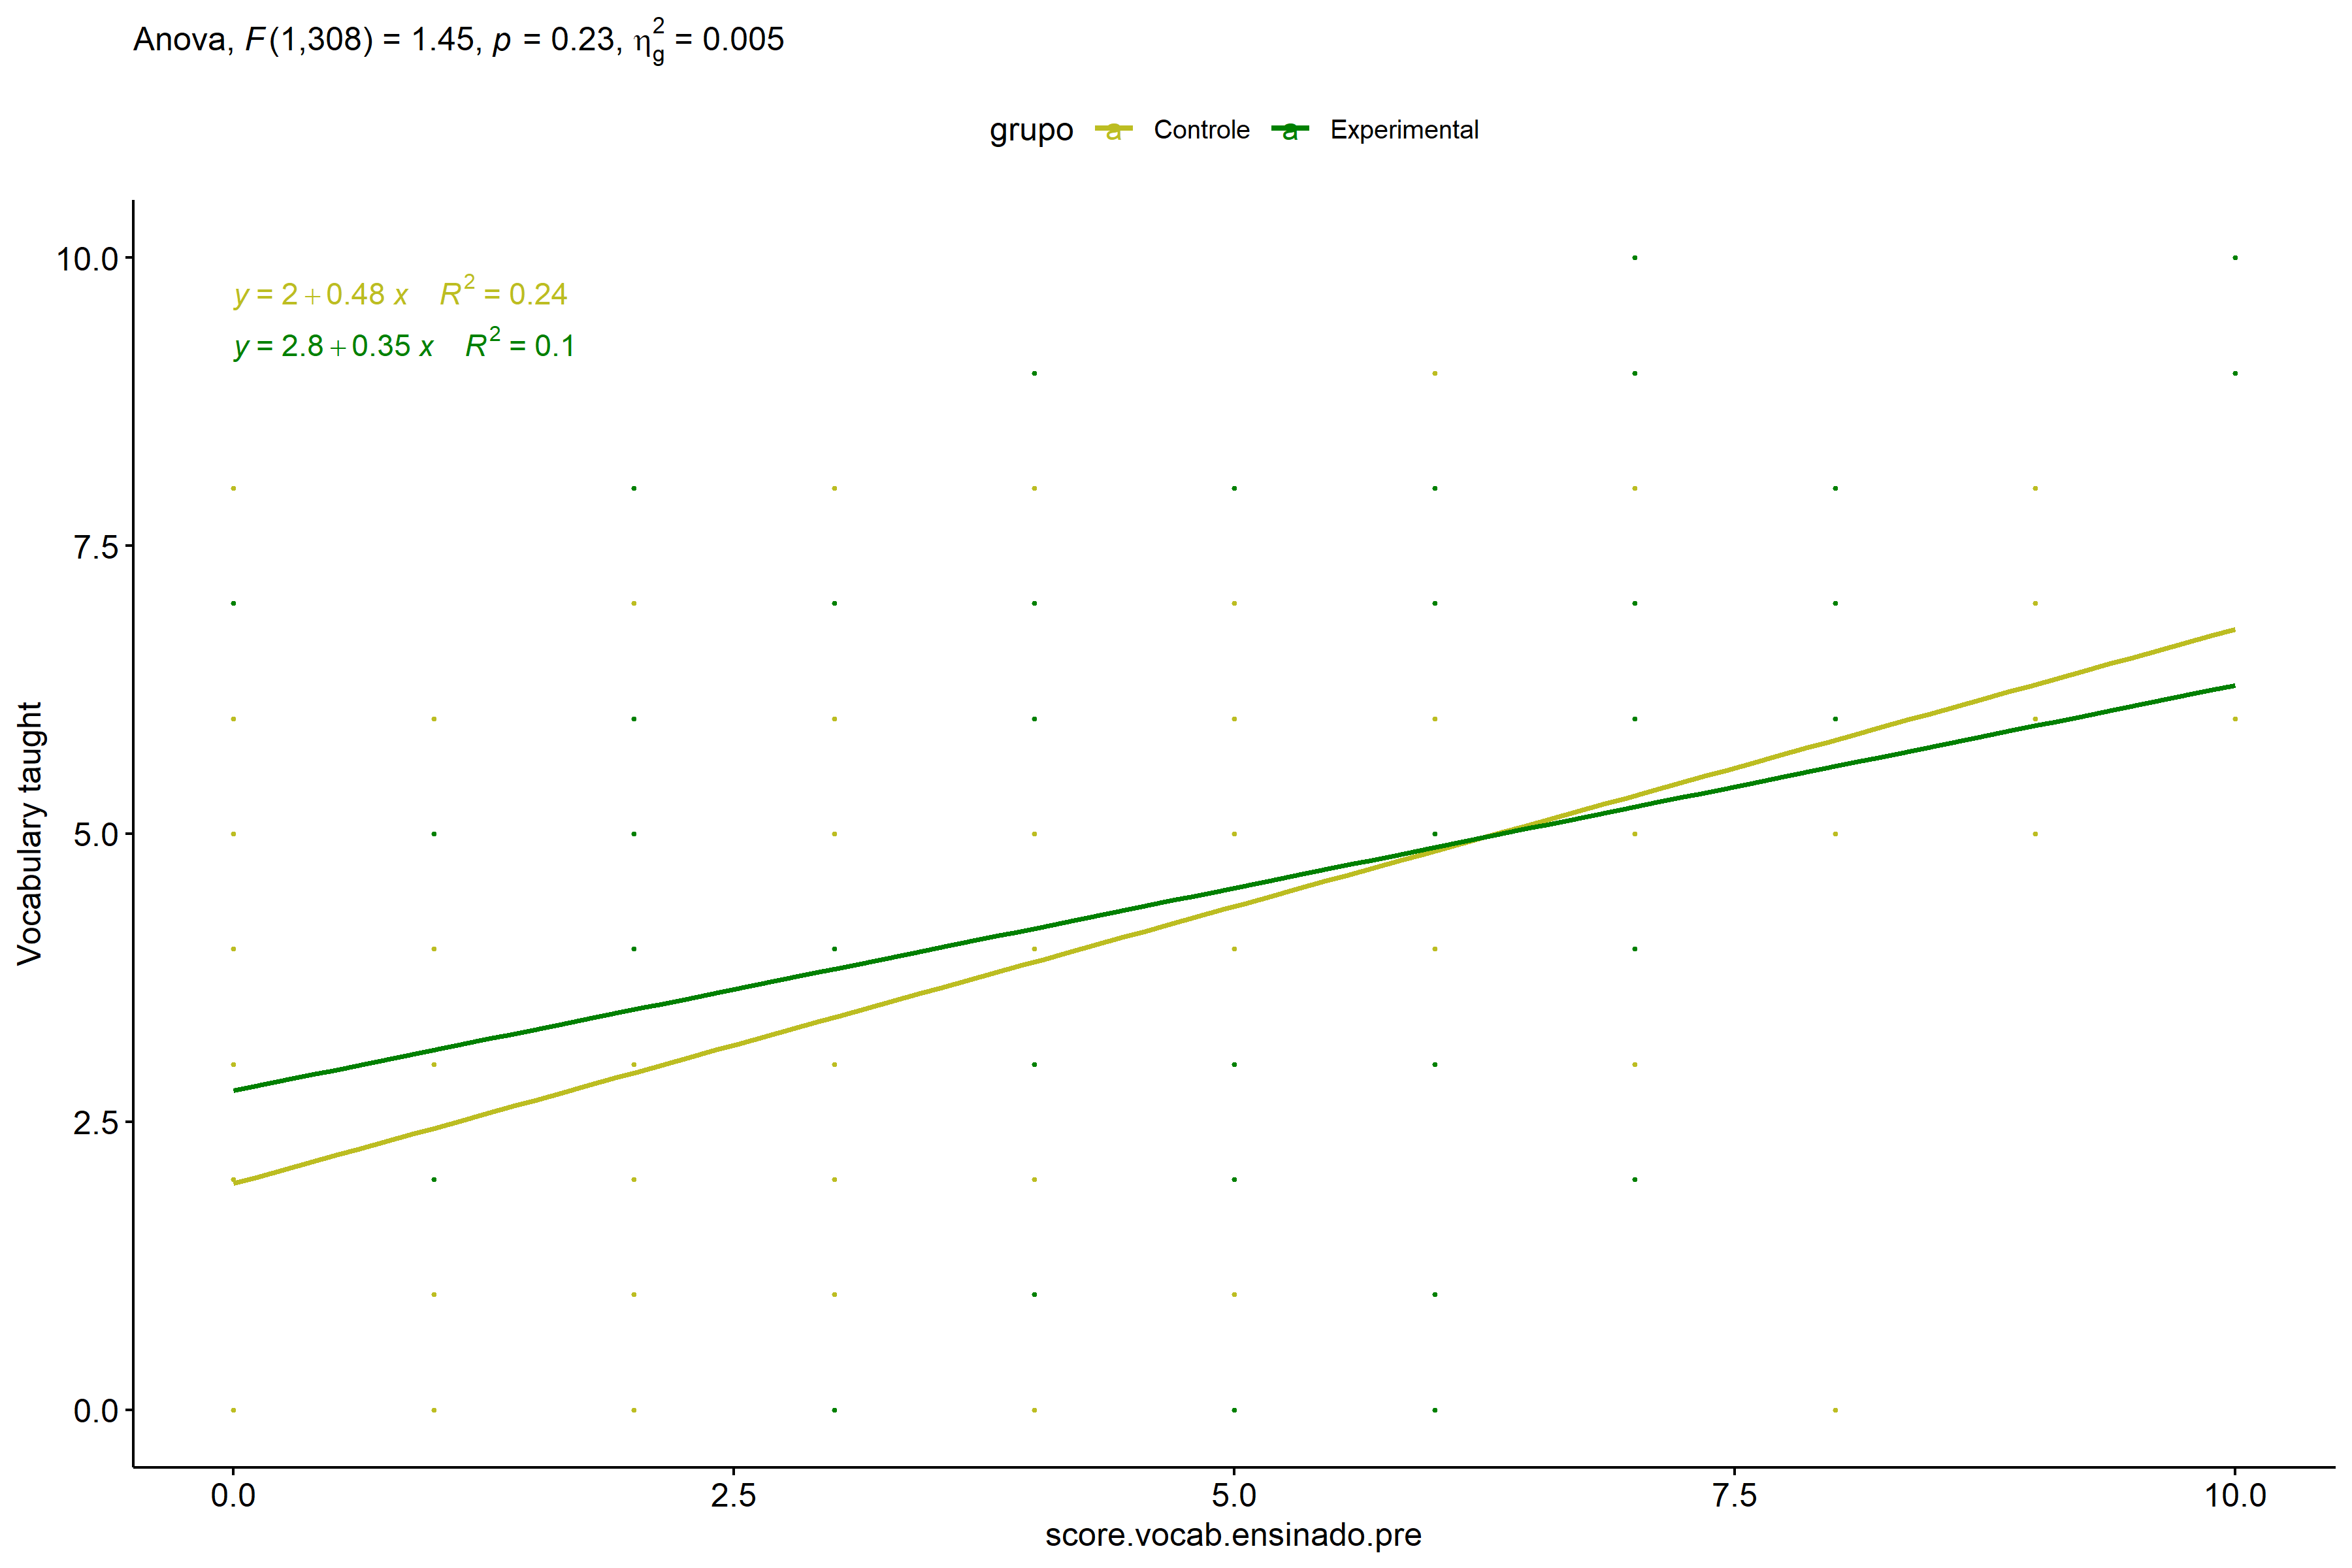 Anova, F(1,308) = 1.45, p = 0.23, η²g = 0.005
grupo a Controle a Experimental
10.0
y = 2 + 0.48 x R² = 0.24
y = 2.8 + 0.35 x R² = 0.1
7.5
5.0
2.5
0.0
Vocabulary taught
0.0 2.5 5.0 7.5 10.0
score.vocab.ensinado.pre